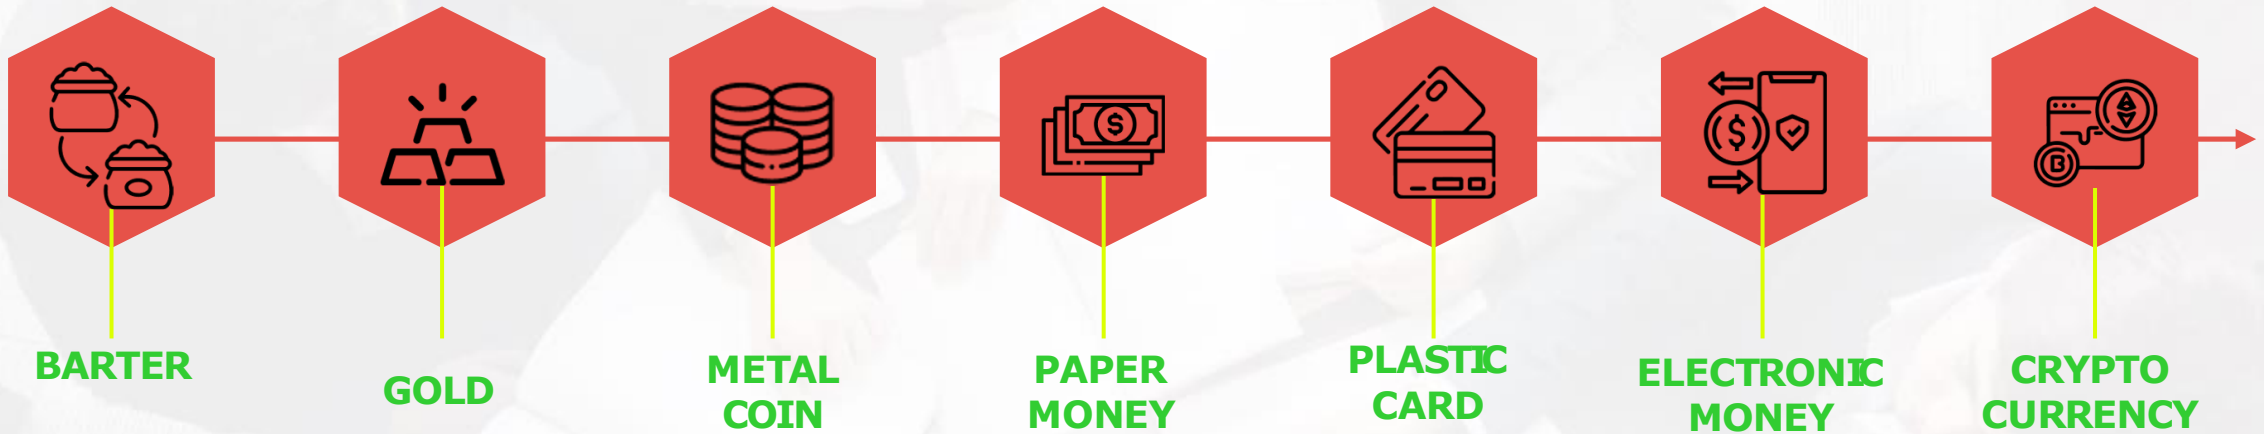 BARTER
GOLD
METAL
COIN
PAPER
MONEY
PLASTIC
CARD
ELECTRONIC
MONEY
CRYPTO
CURRENCY